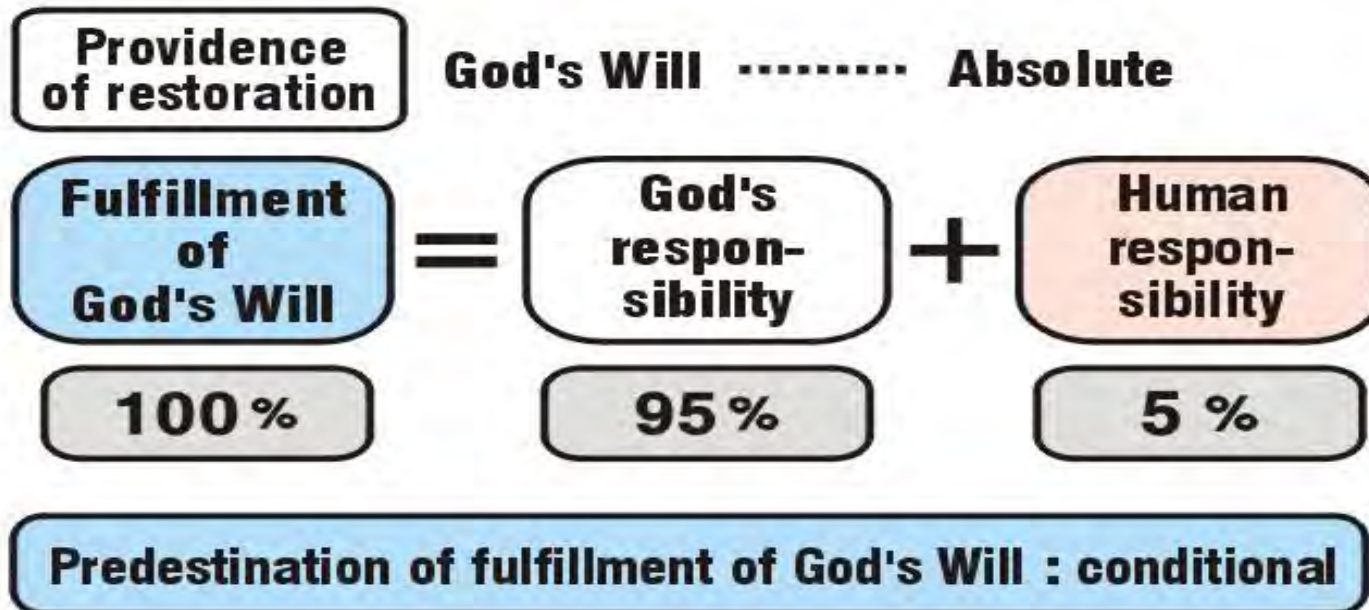 Providence
of restoration
God's Will ········· Absolute
Fulfillment
of
God's Will
=
God's
respon-
sibility
+
Human
respon-
sibility
100%
95%
5 %
Predestination of fulfillment of God's Will : conditional